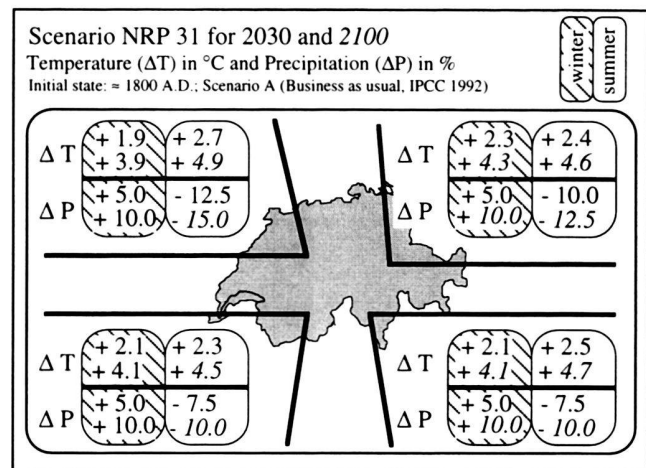 Scenario NRP 31 for 2030 and 2100
Temperature (ΔT) in °C and Precipitation (ΔP) in %
Initial state: ≈ 1800 A.D.; Scenario A (Business as usual, IPCC 1992)
winter
summer
ΔT + 1.9 + 2.7
+ 3.9 + 4.9
ΔP + 5.0 - 12.5
+ 10.0 - 15.0
ΔT + 2.3 + 2.4
+ 4.3 + 4.6
ΔP + 5.0 - 10.0
+ 10.0 - 12.5
ΔT + 2.1 + 2.3
+ 4.1 + 4.5
ΔP + 5.0 - 7.5
+ 10.0 - 10.0
ΔT + 2.1 + 2.5
+ 4.1 + 4.7
ΔP + 5.0 - 7.5
+ 10.0 - 10.0